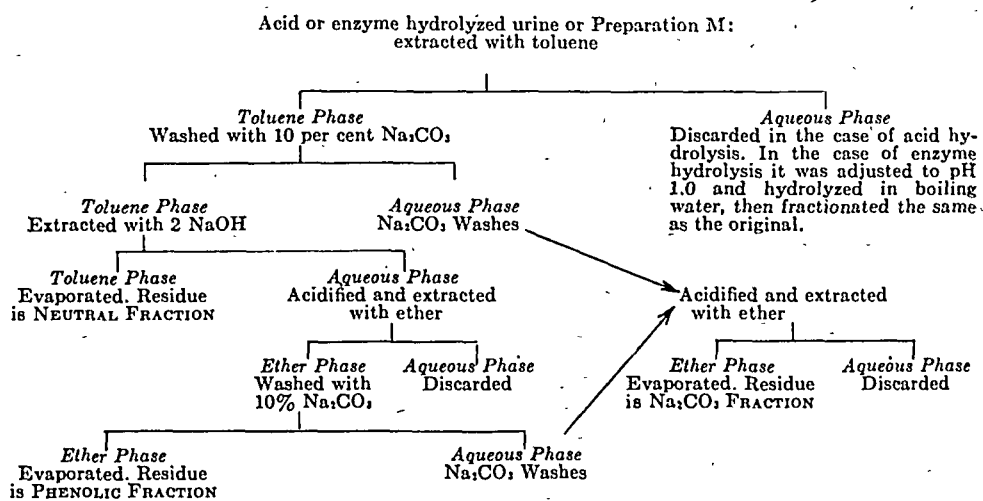 Acid or enzyme hydrolyzed urine or Preparation M:
extracted with toluene
Toluene Phase
Washed with 10 per cent Na₂CO₃
Aqueous Phase
Discarded in the case of acid hy-
drolysis. In the case of enzyme
hydrolysis it was adjusted to pH
1.0 and hydrolyzed in boiling
water, then fractionated the same
as the original.
Toluene Phase
Extracted with 2 NaOH
Aqueous Phase
Na₂CO₃ Washes
Toluene Phase
Evaporated. Residue
is NEUTRAL FRACTION
Aqueous Phase
Acidified and extracted
with ether
Acidified and extracted
with ether
Ether Phase
Washed with
10% Na₂CO₃
Aqueous Phase
Discarded
Ether Phase
Evaporated. Residue
is Na₂CO₃ FRACTION
Aqueous Phase
Discarded
Ether Phase
Evaporated. Residue
is PHENOLIC FRACTION
Aqueous Phase
Na₂CO₃ Washes